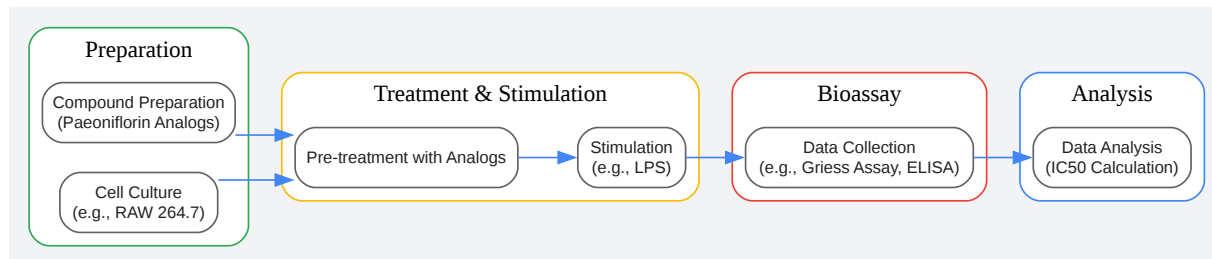 Preparation
Compound Preparation
(Paeoniflorin Analogs)
Cell Culture
(e.g., RAW 264.7)
Treatment & Stimulation
Pre-treatment with Analogs
Stimulation
(e.g., LPS)
Bioassay
Data Collection
(e.g., Griess Assay, ELISA)
Analysis
Data Analysis
(IC50 Calculation)